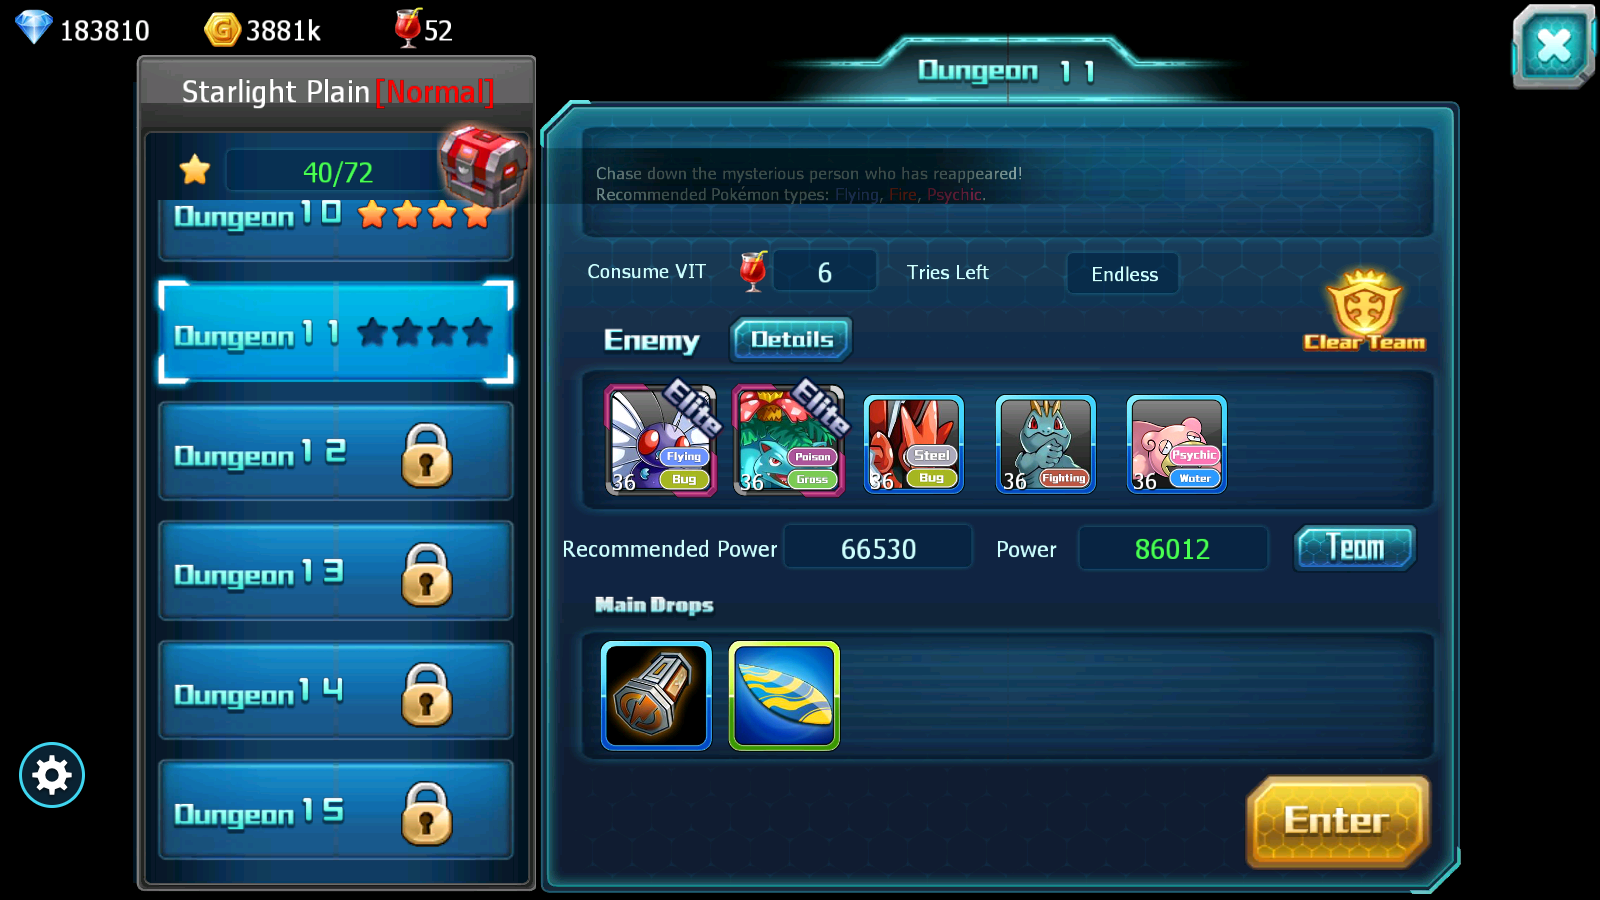 183810
3881k
52
Starlight Plain[Normal]
40/72
Dungeon 10
Dungeon 11
Dungeon 12
Dungeon 13
Dungeon 14
Dungeon 15
Dungeon 11
Chase down the mysterious person who has reappeared!
Recommended Pokémon types: Flying, Fire, Psychic.
Consume VIT 6 Tries Left Endless
Clear Team
Enemy Details
Elite Flying Bug 36
Elite Poison Grass 36
Steel Bug 36
Fighting 36
Psychic Water 36
Recommended Power 66530 Power 86012 Team
Main Drops
Enter